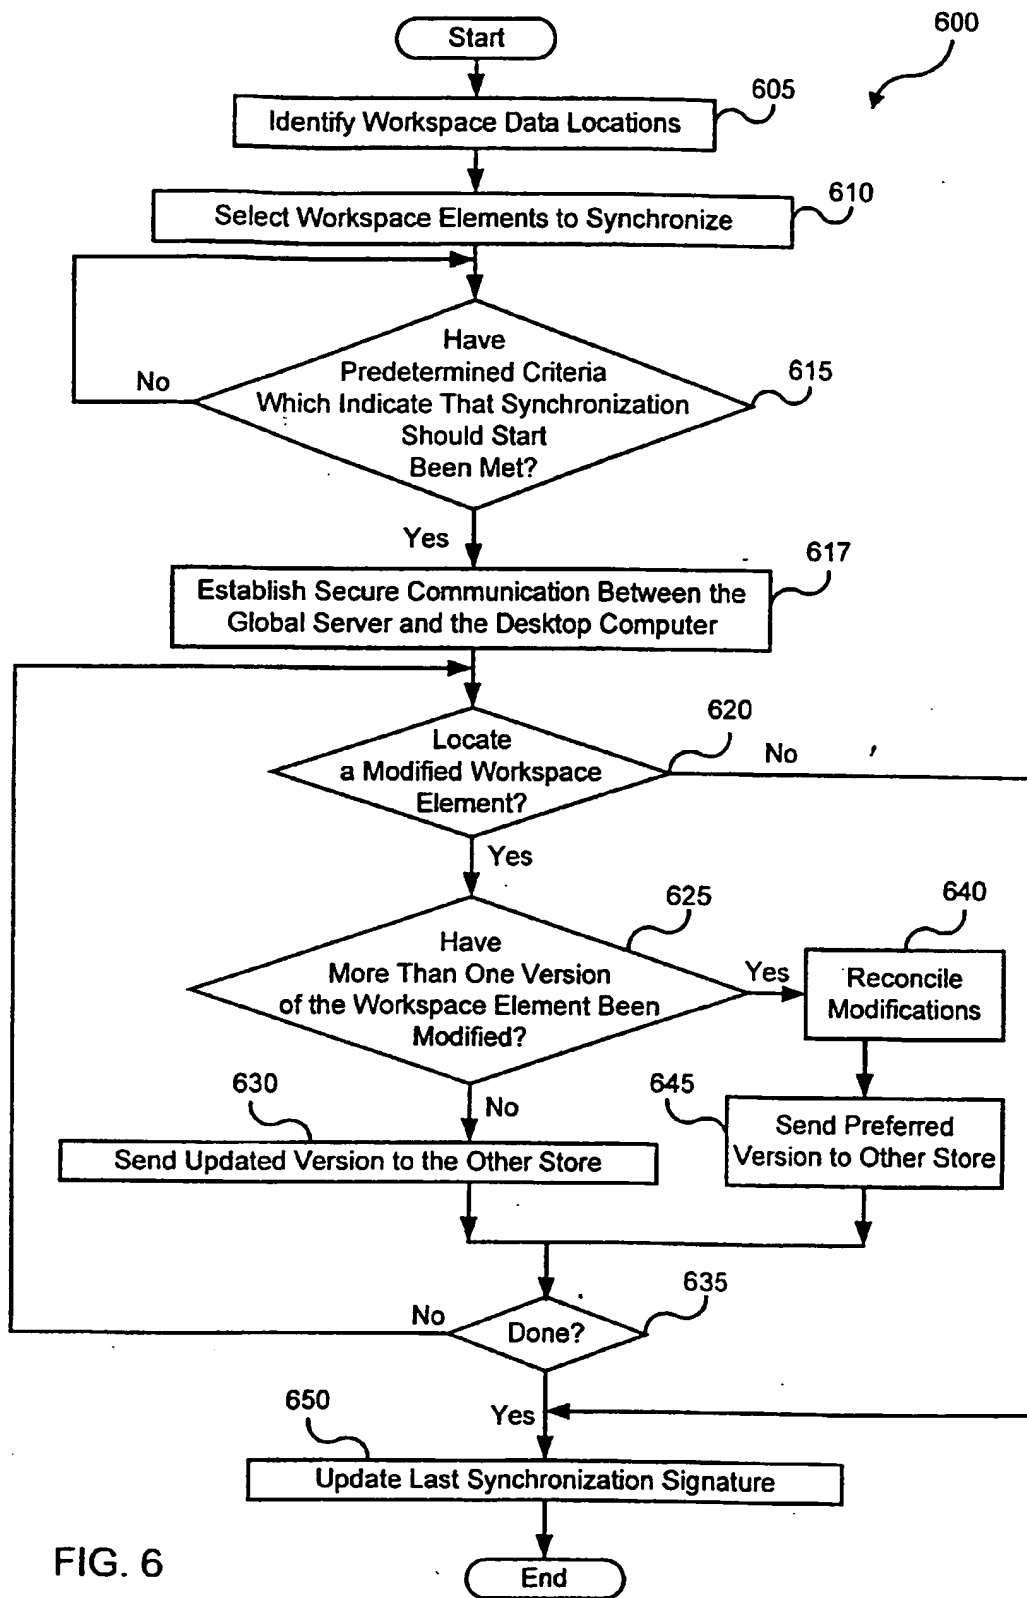 Start
600
605
Identify Workspace Data Locations
610
Select Workspace Elements to Synchronize
Have
Predetermined Criteria
Which Indicate That Synchronization
Should Start
Been Met?
No
615
Yes
617
Establish Secure Communication Between the
Global Server and the Desktop Computer
620
Locate
a Modified Workspace
Element?
No
Yes
625
640
Have
More Than One Version
of the Workspace Element Been
Modified?
Yes
Reconcile
Modifications
630
No
645
Send Updated Version to the Other Store
Send Preferred
Version to Other Store
635
No
Done?
650
Yes
Update Last Synchronization Signature
FIG. 6
End